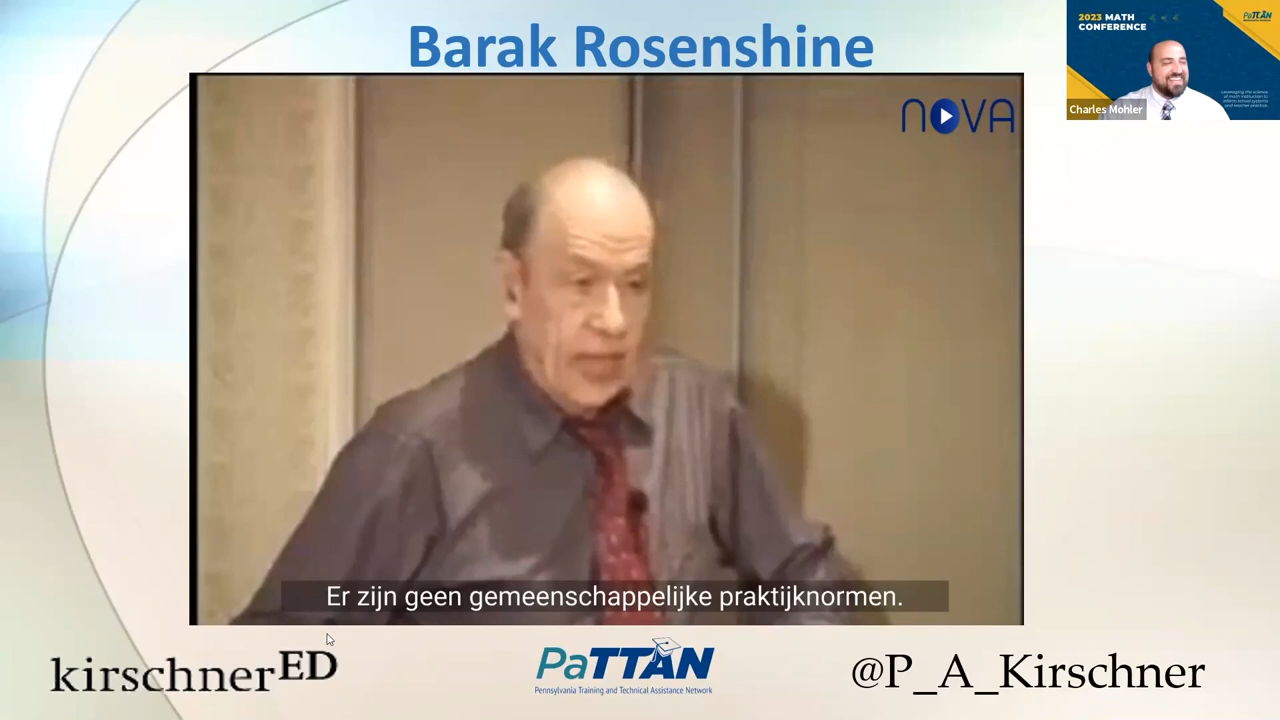 Barak Rosenshine
2023 MATH
CONFERENCE
PaTTAN
Charles Mohler
NOVA
Er zijn geen gemeenschappelijke praktijknormen.
kirschnerED
PaTTAN
Pennsylvania Training and Technical Assistance Network
@P_A_Kirschner